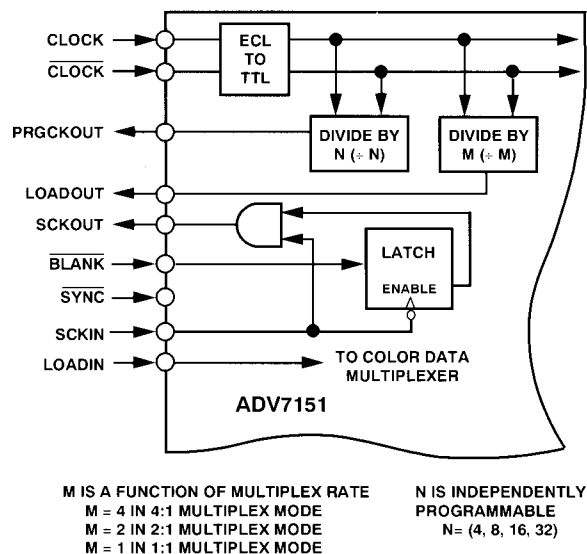 CLOCK
CLOCK
PRGCKOUT
LOADOUT
SCKOUT
BLANK
SYNC
SCKIN
LOADIN
ECL
TO
TTL
DIVIDE BY
N (÷ N)
DIVIDE BY
M (÷ M)
LATCH
ENABLE
TO COLOR DATA
MULTIPLEXER
ADV7151
M IS A FUNCTION OF MULTIPLEX RATE
M = 4 IN 4:1 MULTIPLEX MODE
M = 2 IN 2:1 MULTIPLEX MODE
M = 1 IN 1:1 MULTIPLEX MODE
N IS INDEPENDENTLY
PROGRAMMABLE
N= (4, 8, 16, 32)